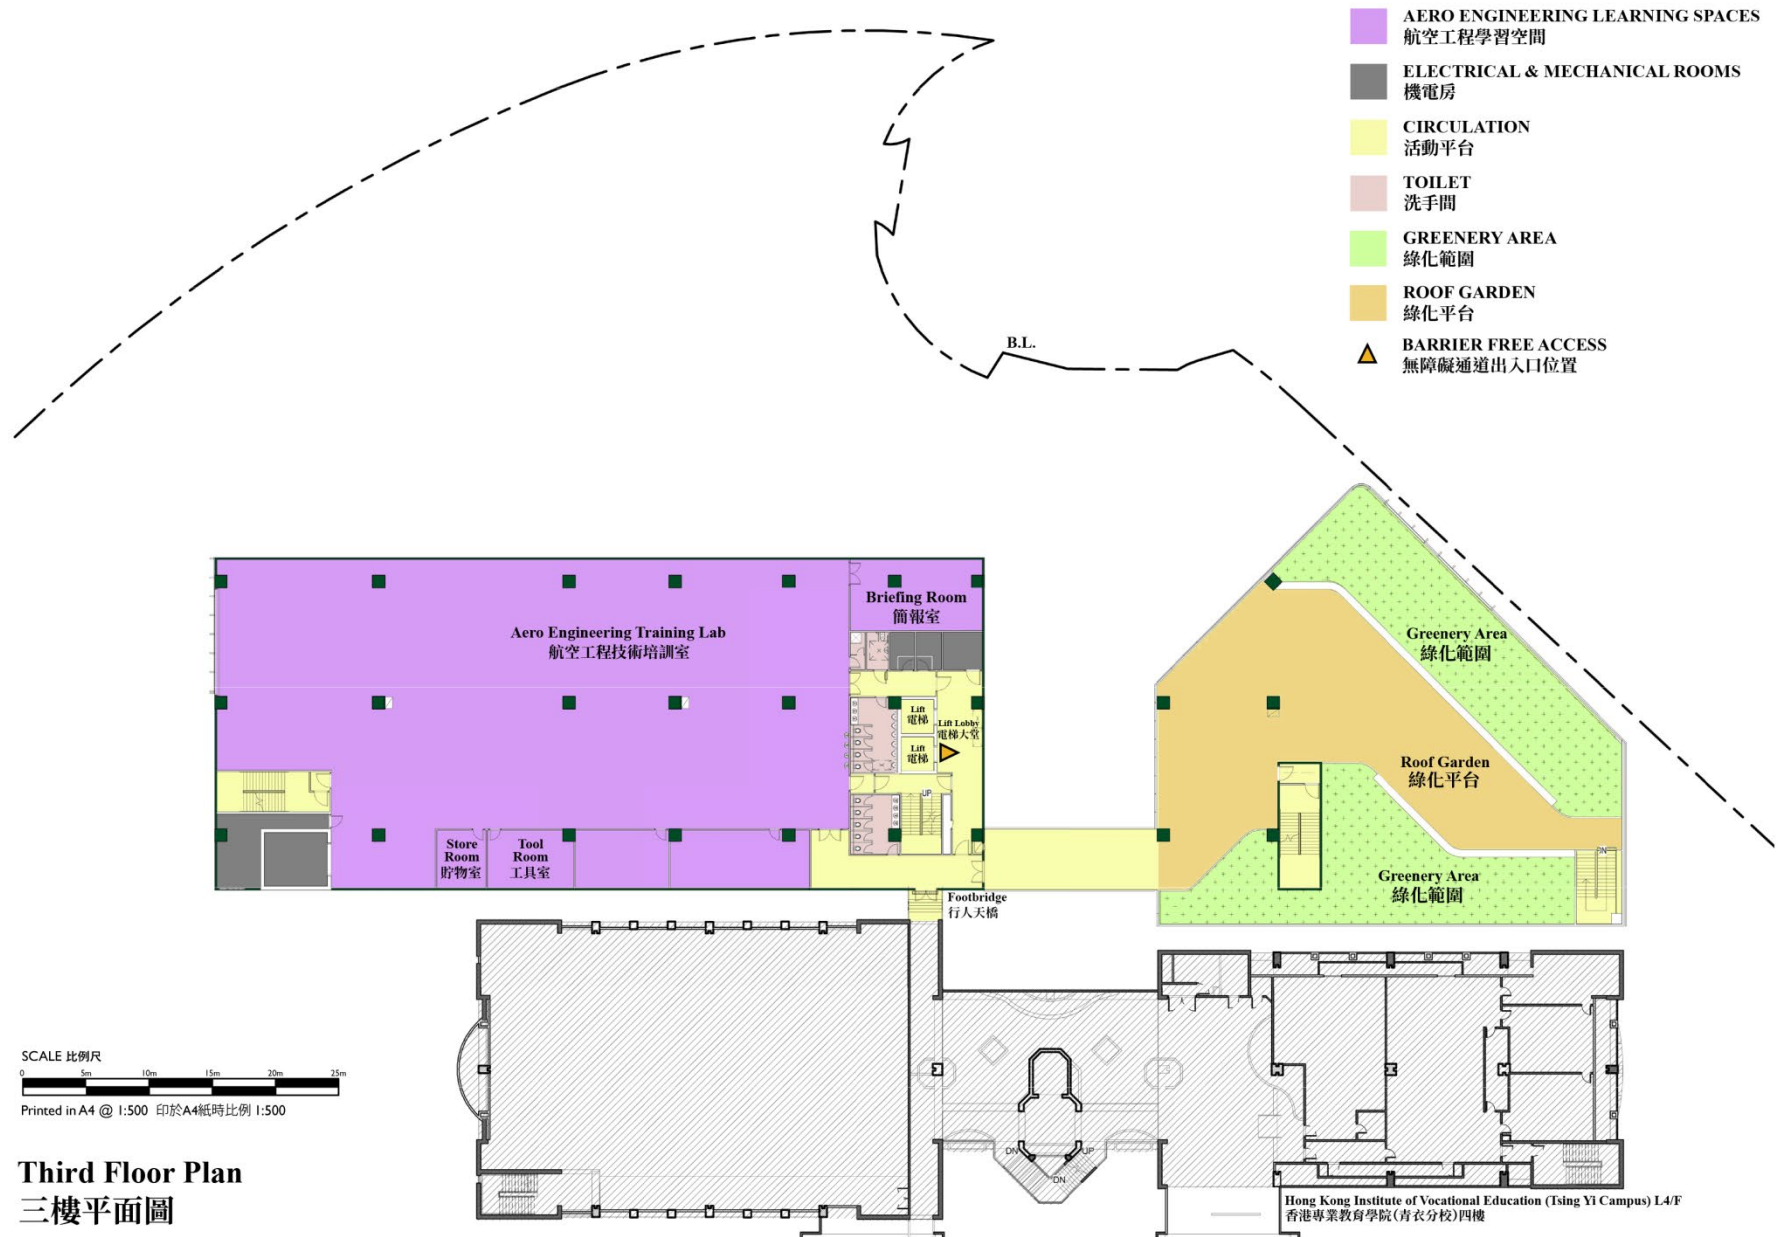 AERO ENGINEERING LEARNING SPACES
航空工程學習空間
ELECTRICAL & MECHANICAL ROOMS
機電房
CIRCULATION
活動平台
TOILET
洗手間
GREENERY AREA
綠化範圍
ROOF GARDEN
綠化平台
BARRIER FREE ACCESS
無障礙通道出入口位置
B.L.
Briefing Room
簡報室
Aero Engineering Training Lab
航空工程技術培訓室
Greenery Area
綠化範圍
Lift
電梯
Lift Lobby
電梯大堂
Lift
電梯
Roof Garden
綠化平台
UP
Store
Room
貯物室
Tool
Room
工具室
DN
Greenery Area
綠化範圍
Footbridge
行人天橋
SCALE 比例尺
0 5m 10m 15m 20m 25m
Printed in A4 @ 1:500 印於A4紙時比例 1:500
DN
UP
DN
Third Floor Plan
三樓平面圖
Hong Kong Institute of Vocational Education (Tsing Yi Campus) L4/F
香港專業教育學院(青衣分校)四樓